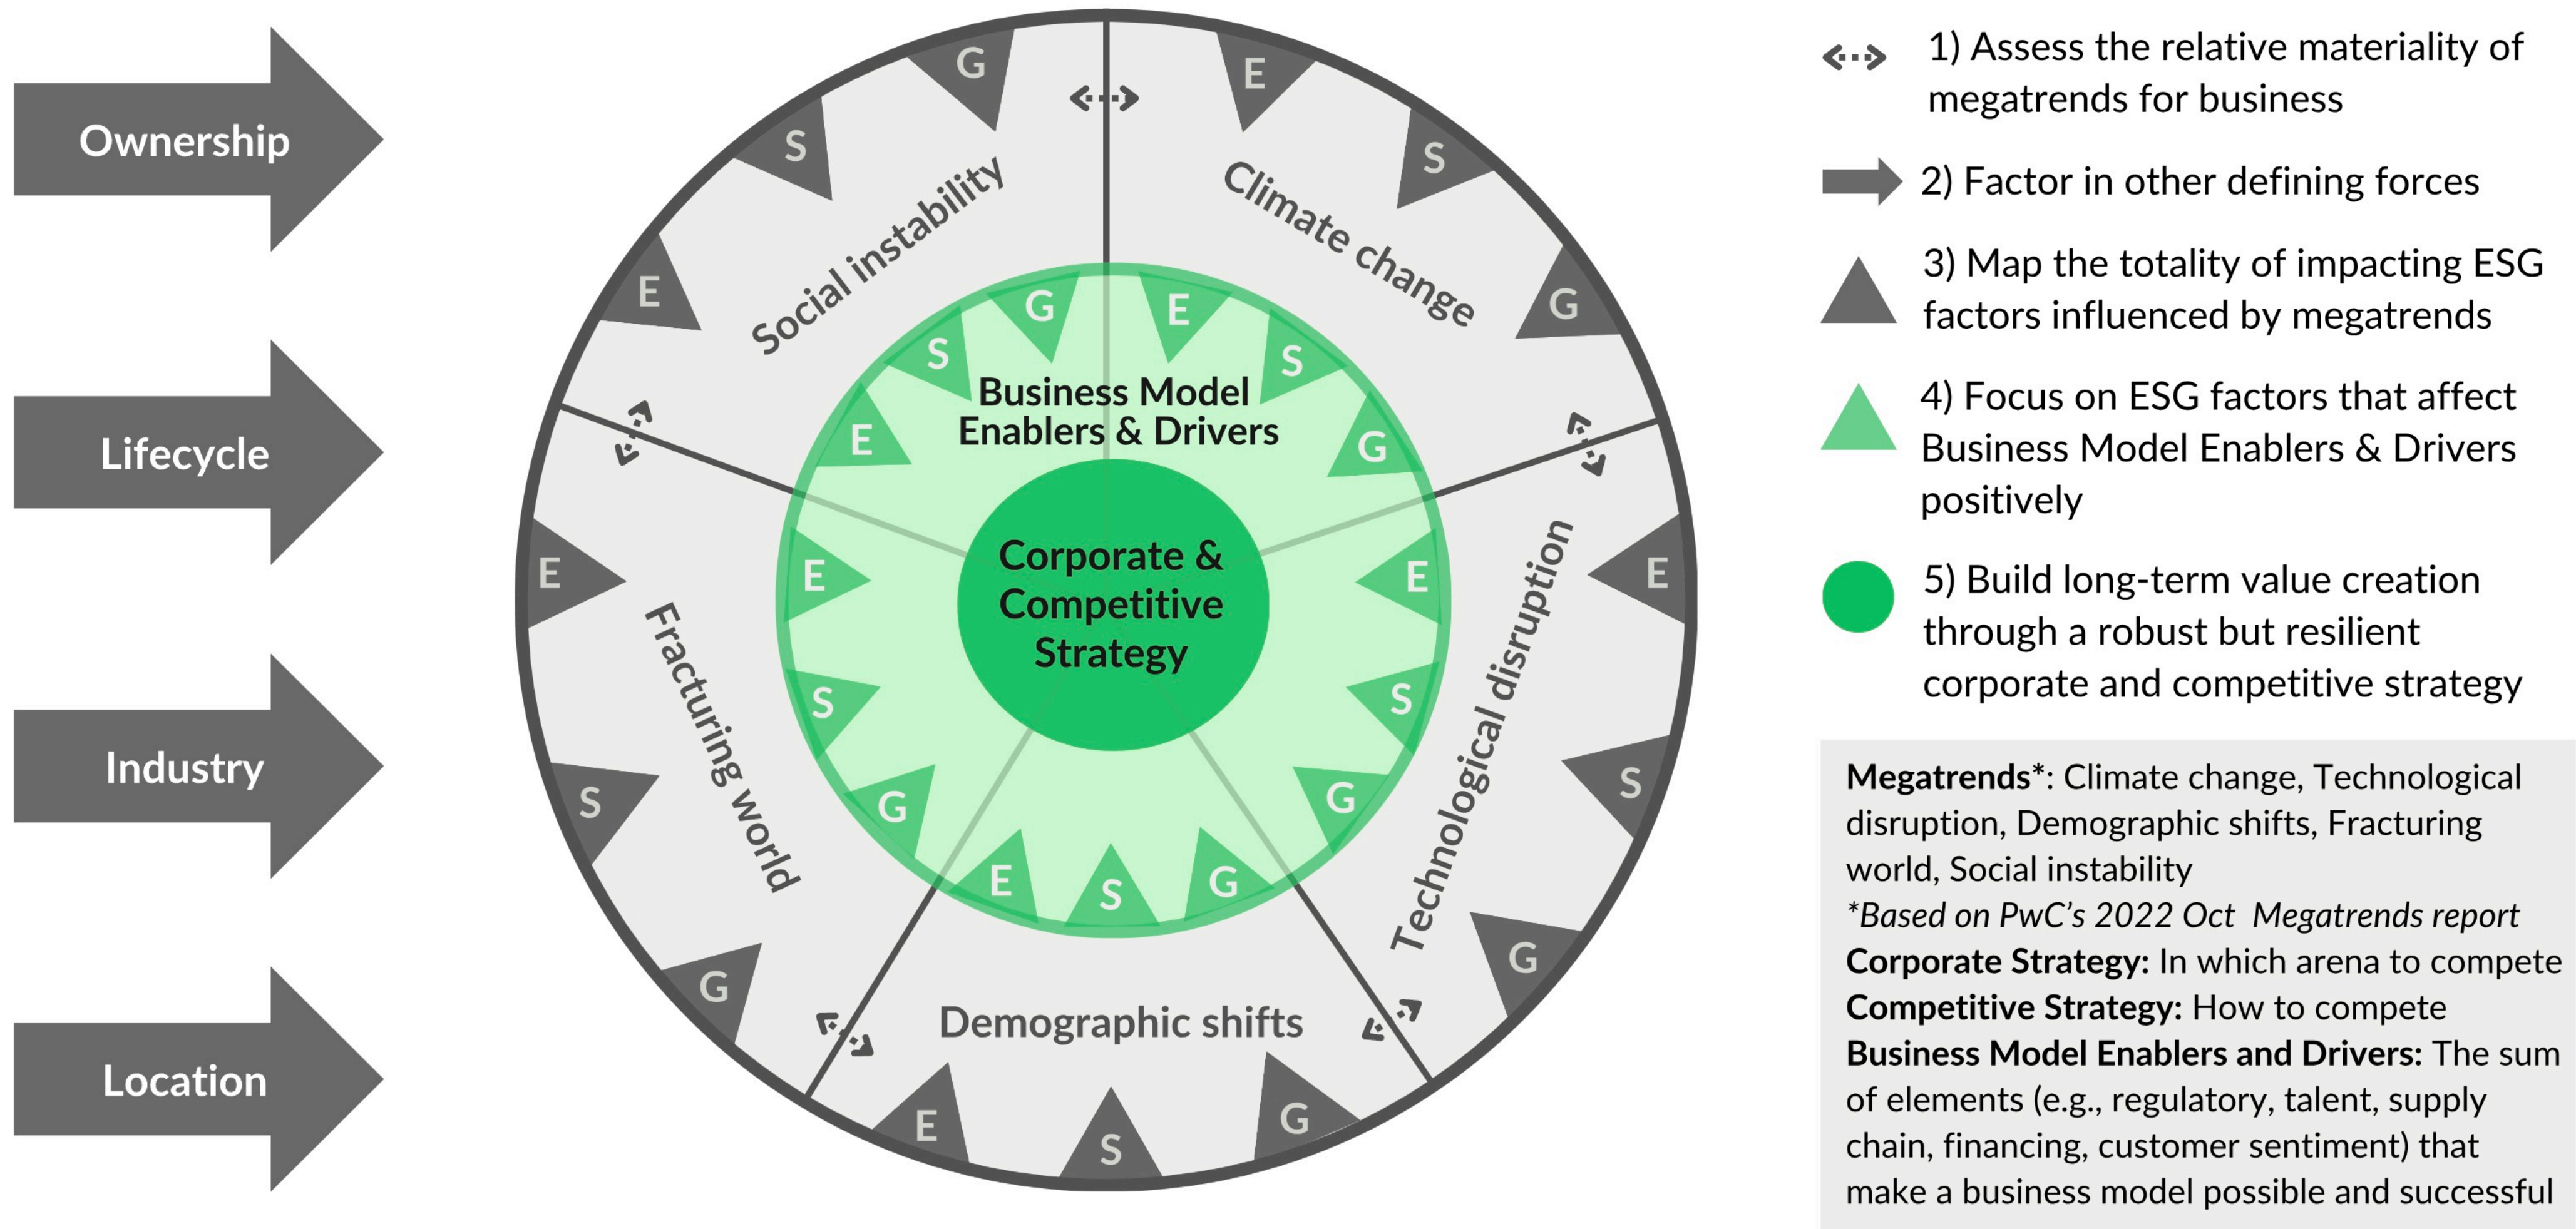 Ownership
Lifecycle
Industry
Location
G
E
S
S
E
G
Social instability
Climate change
G
E
S
S
E
G
Business Model
Enablers & Drivers
E
E
E
E
Corporate &
Competitive
Strategy
Fracturing world
Technological disruption
S
S
S
S
G
G
E
S
G
G
G
Demographic shifts
E
S
G
1) Assess the relative materiality of
megatrends for business
2) Factor in other defining forces
3) Map the totality of impacting ESG
factors influenced by megatrends
4) Focus on ESG factors that affect
Business Model Enablers & Drivers
positively
5) Build long-term value creation
through a robust but resilient
corporate and competitive strategy
Megatrends*: Climate change, Technological
disruption, Demographic shifts, Fracturing
world, Social instability
*Based on PwC’s 2022 Oct Megatrends report
Corporate Strategy: In which arena to compete
Competitive Strategy: How to compete
Business Model Enablers and Drivers: The sum
of elements (e.g., regulatory, talent, supply
chain, financing, customer sentiment) that
make a business model possible and successful